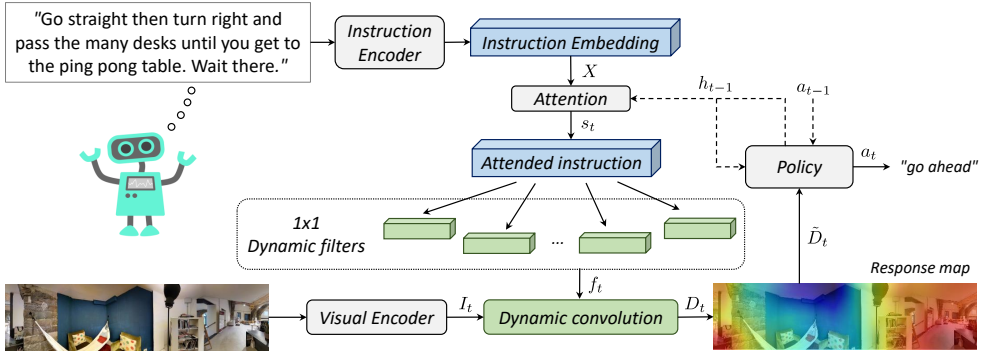 "Go straight then turn right and
pass the many desks until you get to
the ping pong table. Wait there."
Instruction
Encoder
Instruction Embedding
X
Attention
h_{t-1}
a_{t-1}
s_t
Attended instruction
Policy
a_t
"go ahead"
1x1
Dynamic filters
...
D̃_t
f_t
Response map
Visual Encoder
I_t
Dynamic convolution
D_t